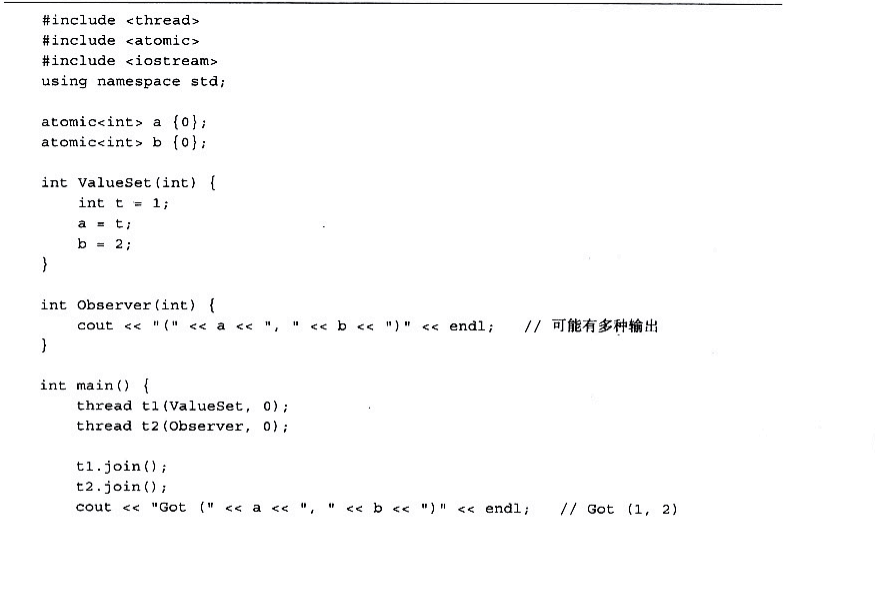 #include <thread>
#include <atomic>
#include <iostream>
using namespace std;
atomic<int> a {0};
atomic<int> b {0};
int ValueSet(int) {
int t = 1;
a = t;
b = 2;
}
int Observer(int) {
cout << "(" << a << ", " << b << ")" << endl; // 可能有多种输出
}
int main() {
thread t1(ValueSet, 0);
thread t2(Observer, 0);
t1.join();
t2.join();
cout << "Got (" << a << ", " << b << ")" << endl; // Got (1, 2)